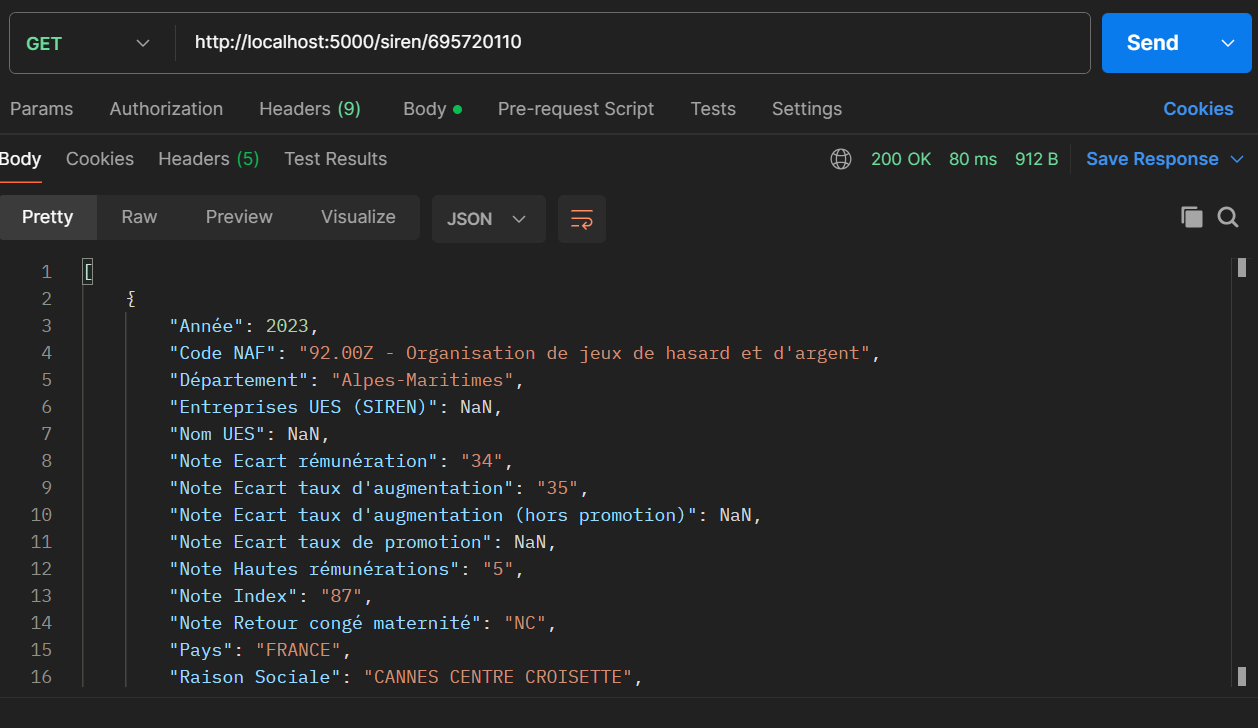 GET http://localhost:5000/siren/695720110 Send
Params Authorization Headers (9) Body Pre-request Script Tests Settings Cookies
Body Cookies Headers (5) Test Results 200 OK 80 ms 912 B Save Response
Pretty Raw Preview Visualize JSON
1 [
2 {
3 "Année": 2023,
4 "Code NAF": "92.00Z - Organisation de jeux de hasard et d'argent",
5 "Département": "Alpes-Maritimes",
6 "Entreprises UES (SIREN)": NaN,
7 "Nom UES": NaN,
8 "Note Ecart rémunération": "34",
9 "Note Ecart taux d'augmentation": "35",
10 "Note Ecart taux d'augmentation (hors promotion)": NaN,
11 "Note Ecart taux de promotion": NaN,
12 "Note Hautes rémunérations": "5",
13 "Note Index": "87",
14 "Note Retour congé maternité": "NC",
15 "Pays": "FRANCE",
16 "Raison Sociale": "CANNES CENTRE CROISETTE",